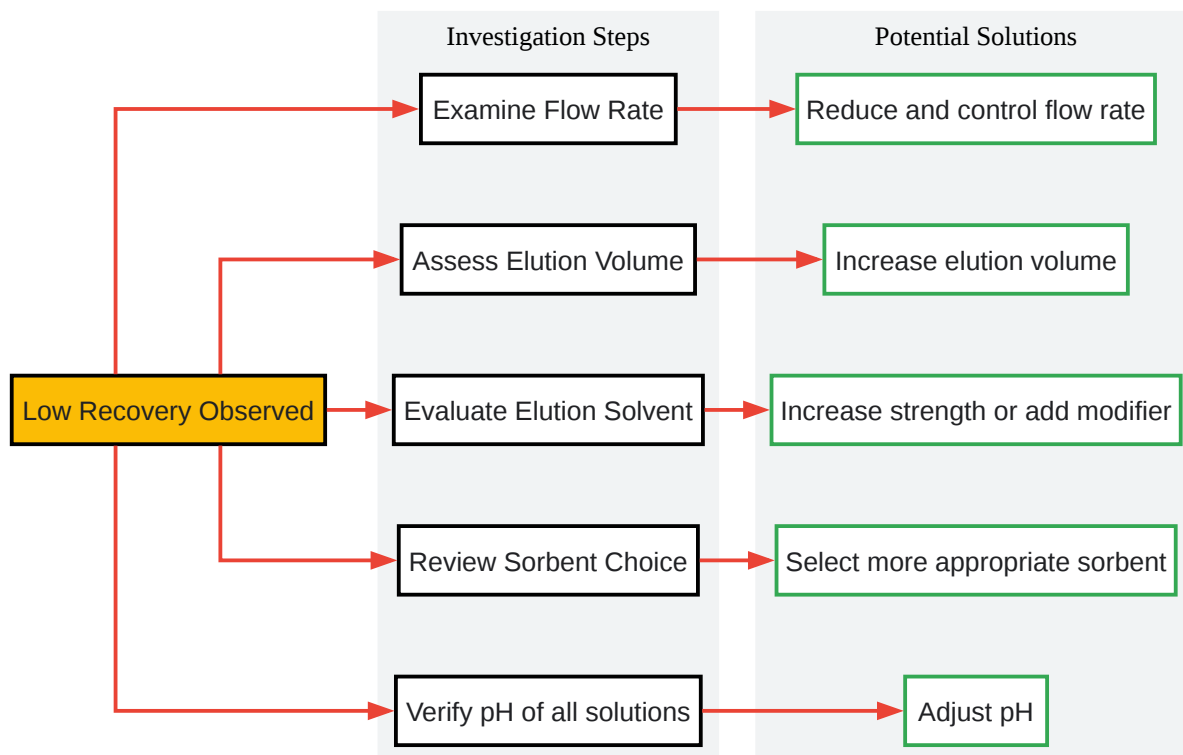 Investigation Steps
Potential Solutions
Examine Flow Rate
Reduce and control flow rate
Assess Elution Volume
Increase elution volume
Low Recovery Observed
Evaluate Elution Solvent
Increase strength or add modifier
Review Sorbent Choice
Select more appropriate sorbent
Verify pH of all solutions
Adjust pH